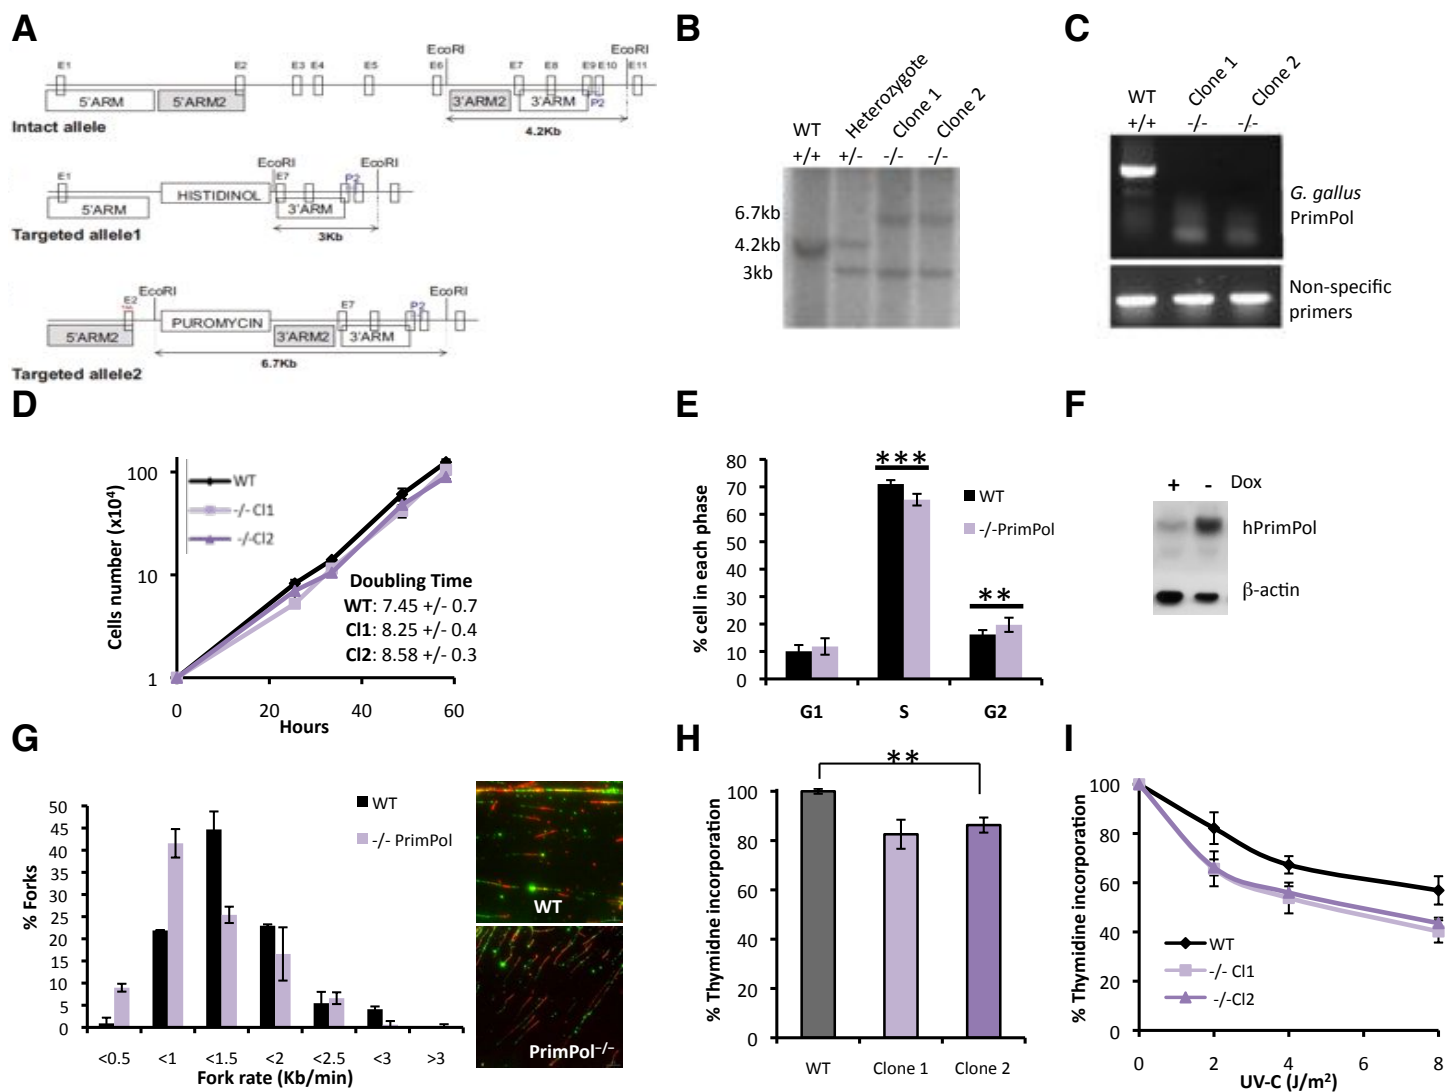 A
EcoRI EcoRI
E1 E2 E3 E4 E5 E6 E7 E8 E9 E10 E11
5'ARM 5'ARM2 3'ARM2 3'ARM P2
Intact allele 4.2Kb
EcoRI EcoRI
E1 E7 P2
HISTIDINOL
5'ARM 3'ARM
Targeted allele1 3Kb
EcoRI EcoRI
E2 E7 P2
PUROMYCIN
5'ARM2 3'ARM2 3'ARM
6.7Kb
Targeted allele2
B
WT Heterozygote Clone 1 Clone 2
+/+ +/- -/- -/-
6.7kb
4.2kb
3kb
C
WT Clone 1 Clone 2
+/+ -/- -/-
G. gallus
PrimPol
Non-specific
primers
D
Cells number (x10⁴)
100
10
1
WT
-/- Cl1
-/-Cl2
Doubling Time
WT: 7.45 +/- 0.7
Cl1: 8.25 +/- 0.4
Cl2: 8.58 +/- 0.3
0 20 40 60
Hours
E
% cell in each phase
80
70
60
50
40
30
20
10
0
***
**
WT
-/-PrimPol
G1 S G2
F
+ - Dox
hPrimPol
β-actin
G
% Forks
50
45
40
35
30
25
20
15
10
5
0
WT
-/- PrimPol
<0.5 <1 <1.5 <2 <2.5 <3 >3
Fork rate (Kb/min)
WT
PrimPol⁻/⁻
H
% Thymidine incorporation
**
100
80
60
40
20
0
WT Clone 1 Clone 2
I
% Thymidine incorporation
100
80
60
40
20
0
WT
-/- Cl1
-/-Cl2
0 2 4 6 8
UV-C (J/m²)